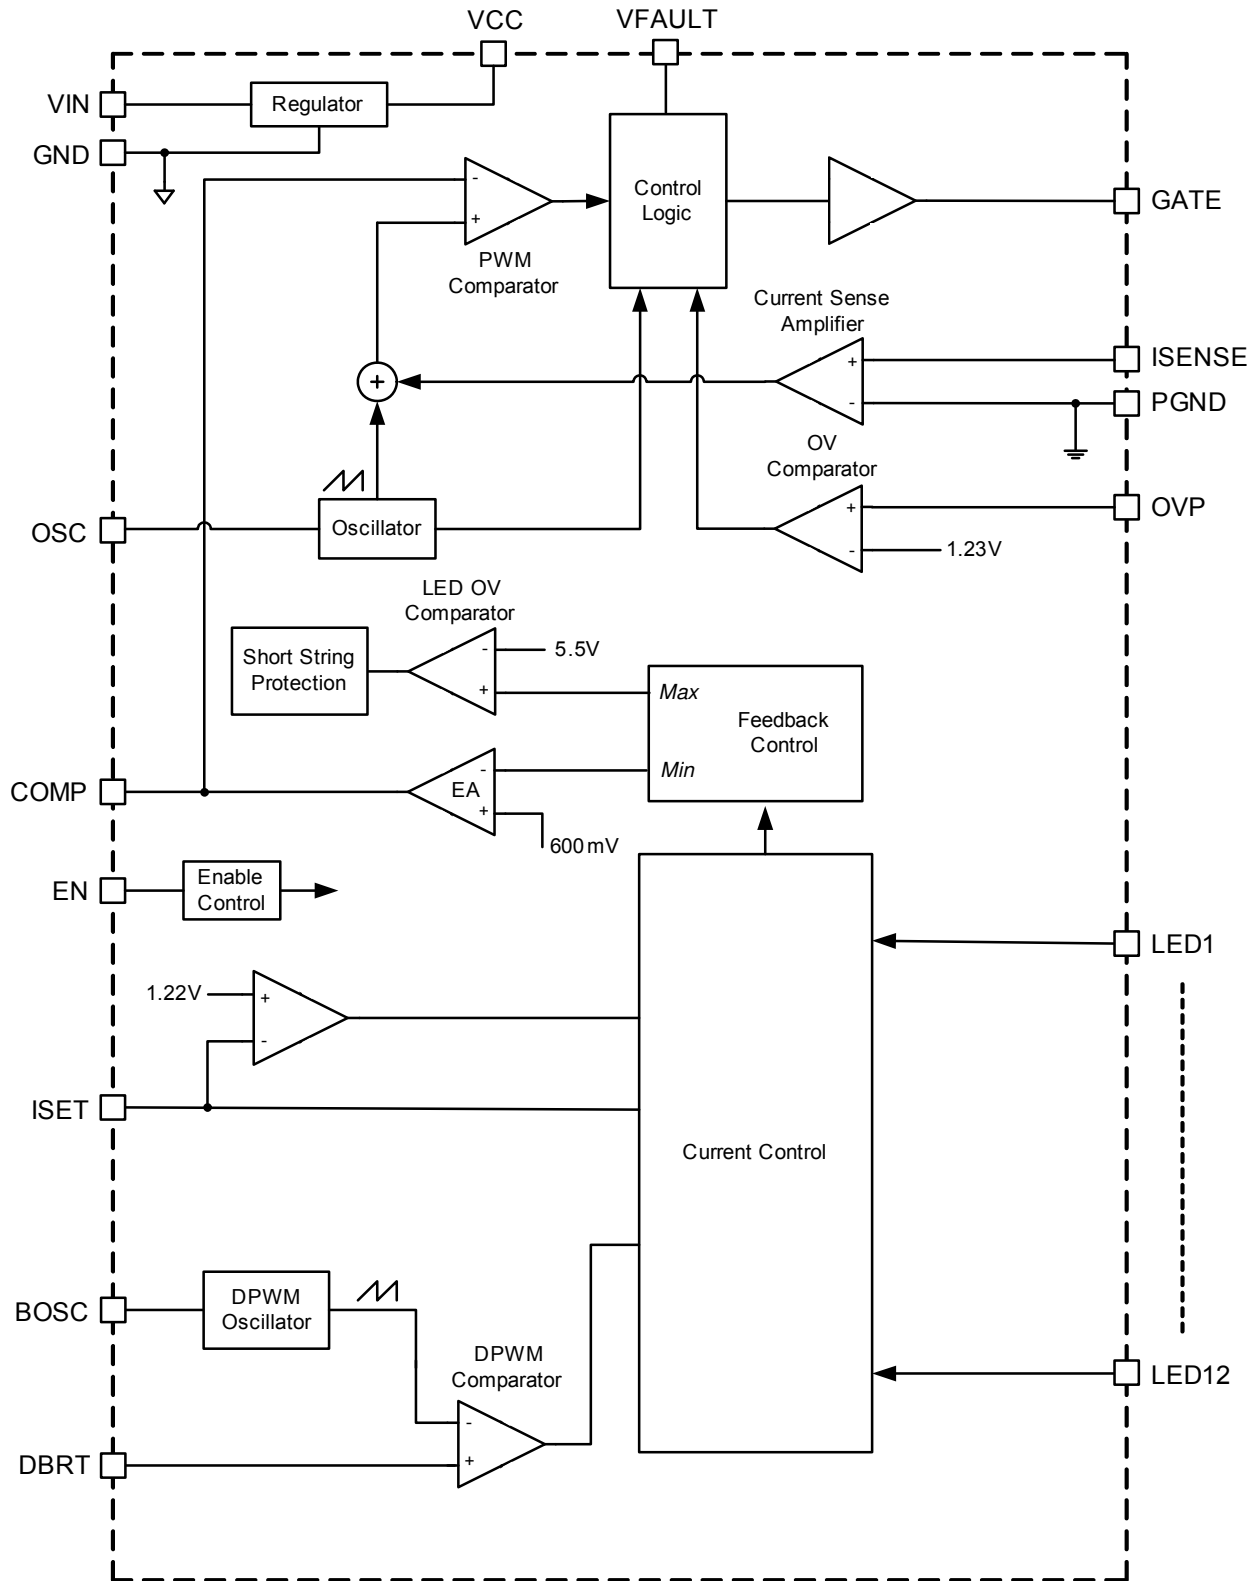 VCC
VFAULT
VIN
Regulator
GND
-
+
PWM
Comparator
Control
Logic
GATE
Current Sense
Amplifier
+
-
ISENSE
PGND
+
OV
Comparator
+
-
1.23V
OVP
OSC
Oscillator
LED OV
Comparator
Short String
Protection
-
+
5.5V
Max
Feedback
Control
Min
COMP
EA
-
+
600mV
EN
Enable
Control
LED1
1.22V
+
-
ISET
Current Control
BOSC
DPWM
Oscillator
DPWM
Comparator
-
+
LED12
DBRT